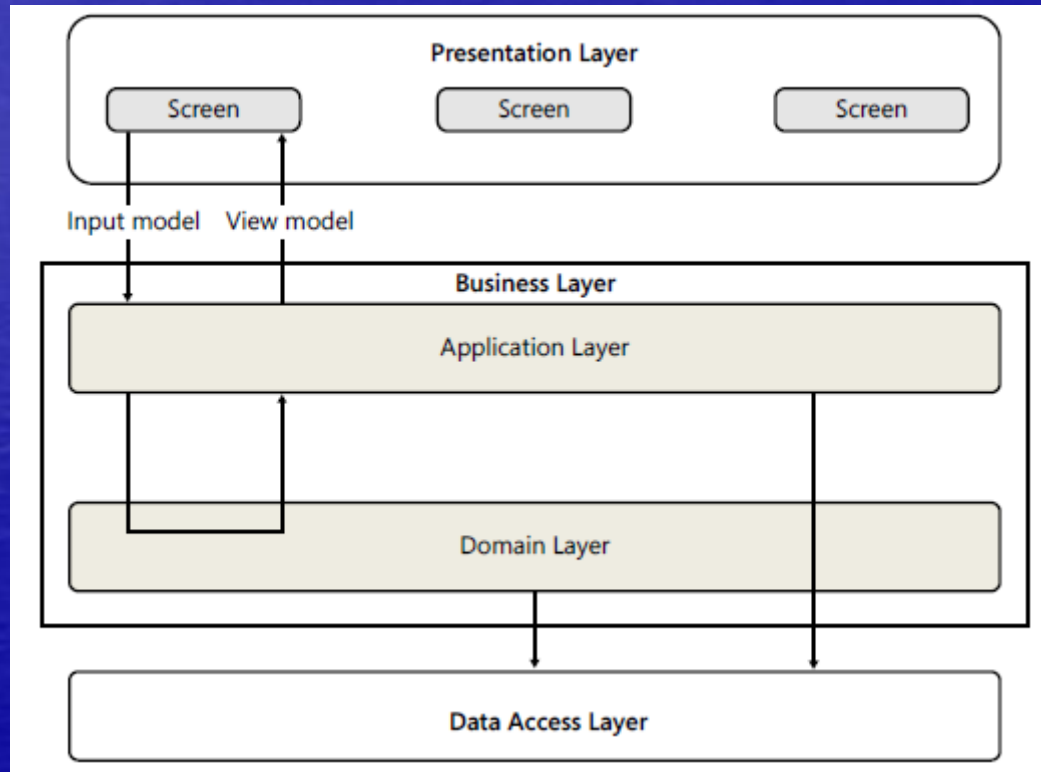 Presentation Layer
Screen
Screen
Screen
Input model
View model
Business Layer
Application Layer
Domain Layer
Data Access Layer